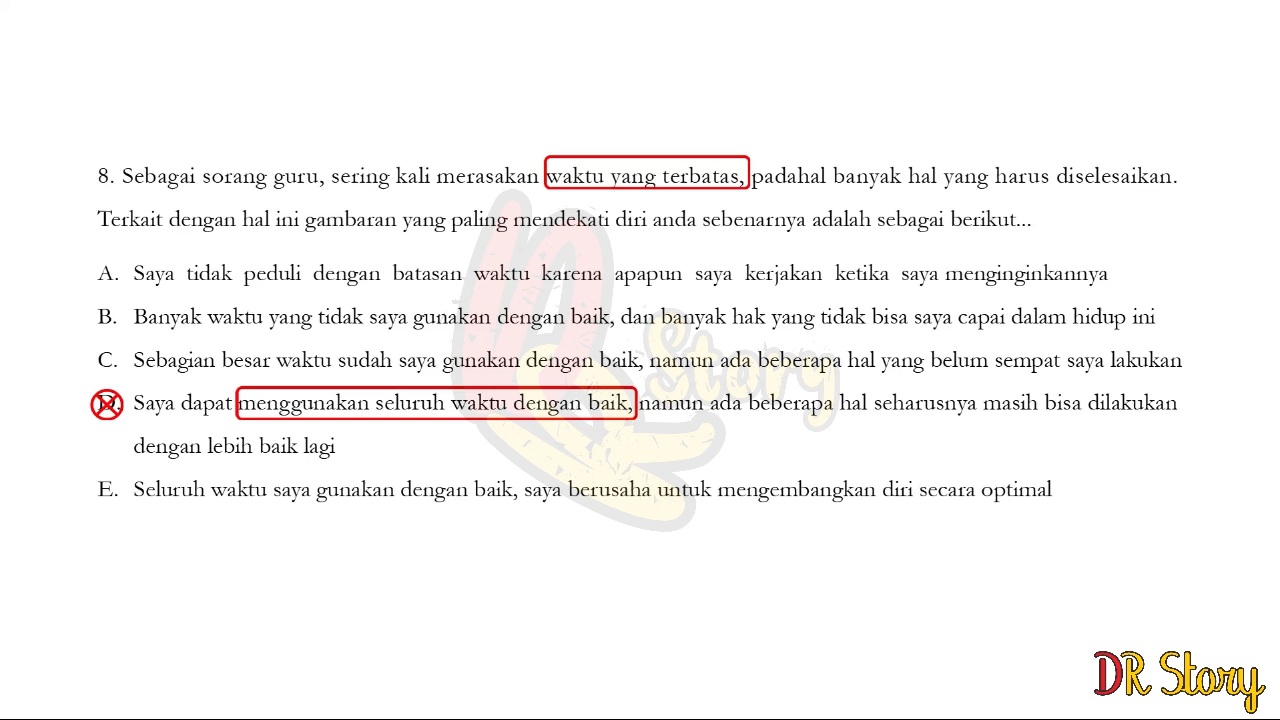 8. Sebagai sorang guru, sering kali merasakan waktu yang terbatas, padahal banyak hal yang harus diselesaikan.
Terkait dengan hal ini gambaran yang paling mendekati diri anda sebenarnya adalah sebagai berikut...
A. Saya tidak peduli dengan batasan waktu karena apapun saya kerjakan ketika saya menginginkannya
B. Banyak waktu yang tidak saya gunakan dengan baik, dan banyak hak yang tidak bisa saya capai dalam hidup ini
C. Sebagian besar waktu sudah saya gunakan dengan baik, namun ada beberapa hal yang belum sempat saya lakukan
D. Saya dapat menggunakan seluruh waktu dengan baik, namun ada beberapa hal seharusnya masih bisa dilakukan
dengan lebih baik lagi
E. Seluruh waktu saya gunakan dengan baik, saya berusaha untuk mengembangkan diri secara optimal
Story
DR Story